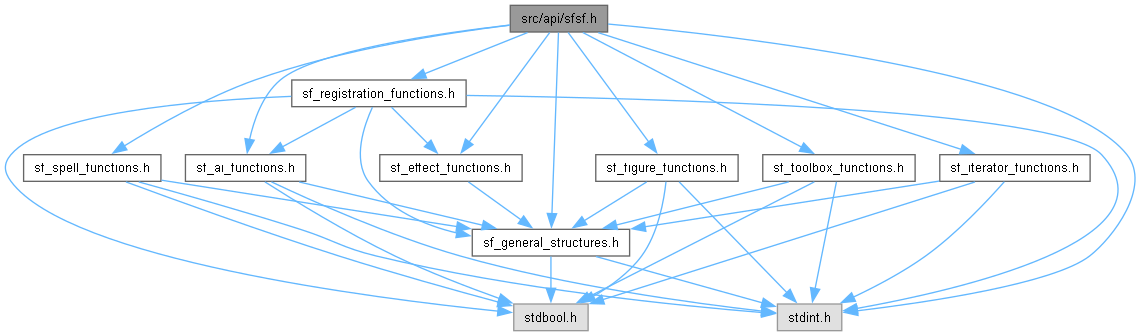 src/api/sfsf.h
sf_registration_functions.h
sf_spell_functions.h
sf_ai_functions.h
sf_effect_functions.h
sf_figure_functions.h
sf_toolbox_functions.h
sf_iterator_functions.h
sf_general_structures.h
stdbool.h
stdint.h